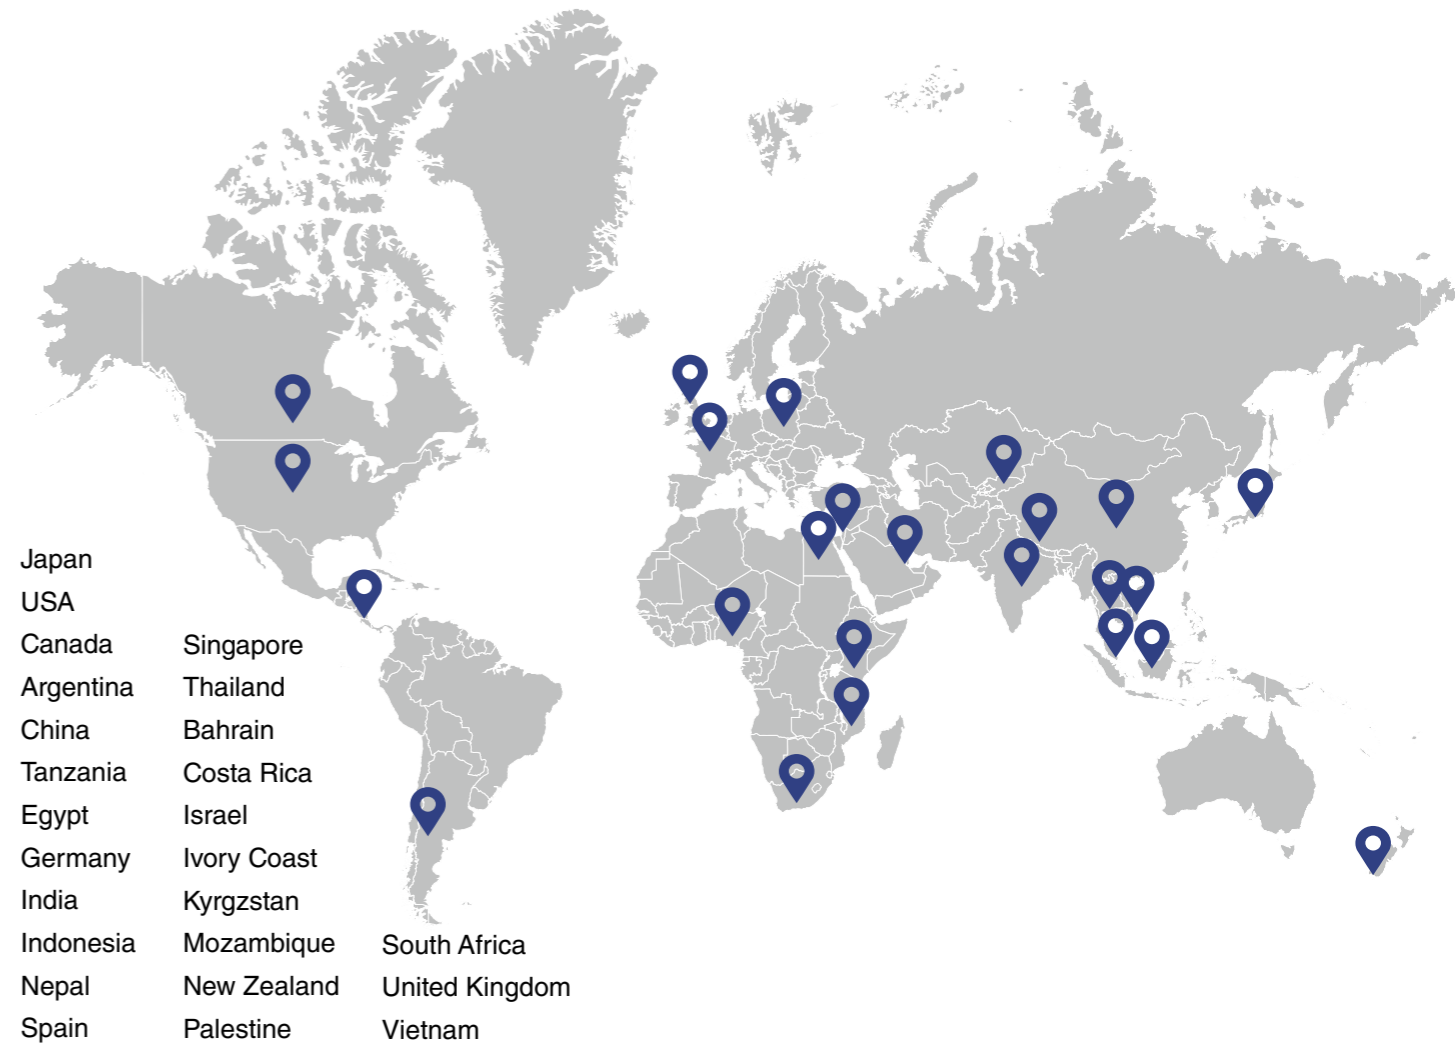 Japan
USA
Canada
Argentina
China
Tanzania
Egypt
Germany
India
Indonesia
Nepal
Spain
Singapore
Thailand
Bahrain
Costa Rica
Israel
Ivory Coast
Kyrgzstan
Mozambique
New Zealand
Palestine
South Africa
United Kingdom
Vietnam